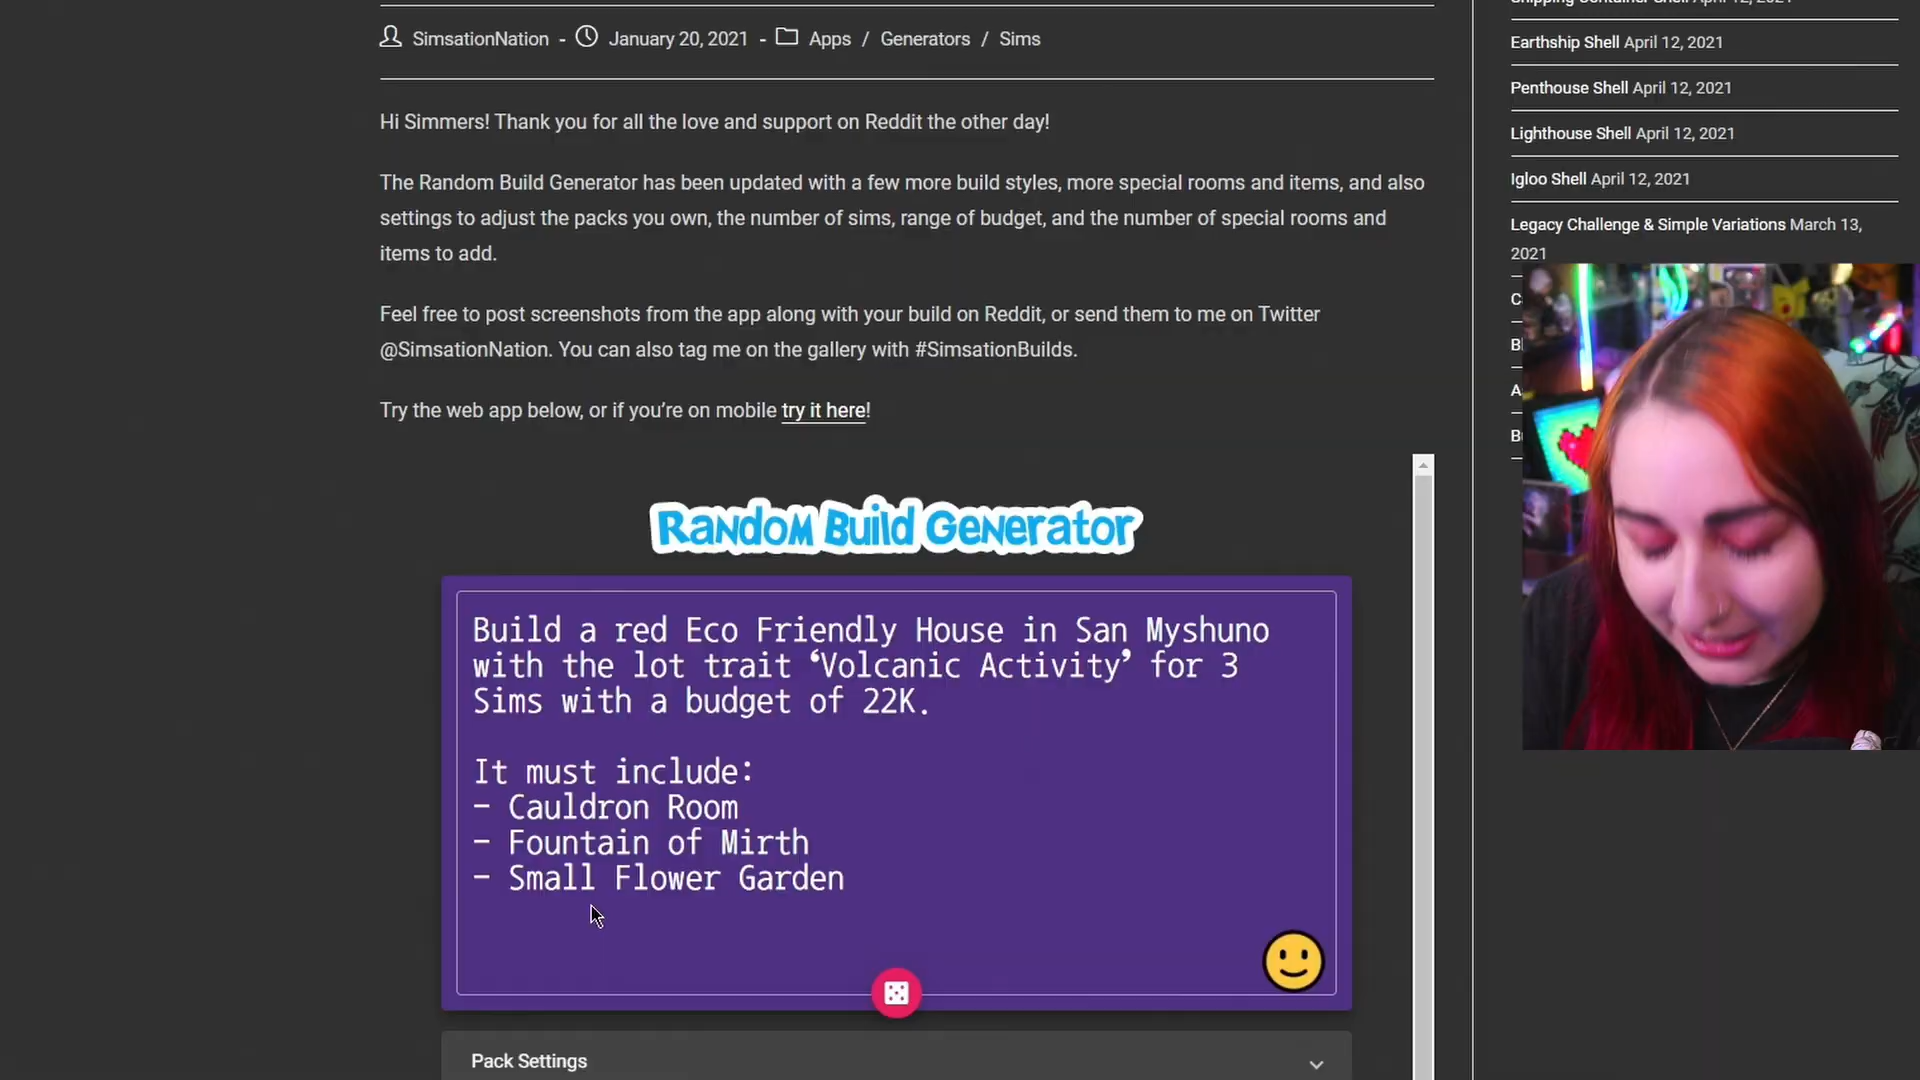 SimsationNation - January 20, 2021 - Apps / Generators / Sims
Hi Simmers! Thank you for all the love and support on Reddit the other day!
The Random Build Generator has been updated with a few more build styles, more special rooms and items, and also
settings to adjust the packs you own, the number of sims, range of budget, and the number of special rooms and
items to add.
Feel free to post screenshots from the app along with your build on Reddit, or send them to me on Twitter
@SimsationNation. You can also tag me on the gallery with #SimsationBuilds.
Try the web app below, or if you're on mobile try it here!
Random Build Generator
Build a red Eco Friendly House in San Myshuno
with the lot trait ‘Volcanic Activity’ for 3
Sims with a budget of 22K.
It must include:
- Cauldron Room
- Fountain of Mirth
- Small Flower Garden
Pack Settings
Shipping Container Shell April 12, 2021
Earthship Shell April 12, 2021
Penthouse Shell April 12, 2021
Lighthouse Shell April 12, 2021
Igloo Shell April 12, 2021
Legacy Challenge & Simple Variations March 13,
2021